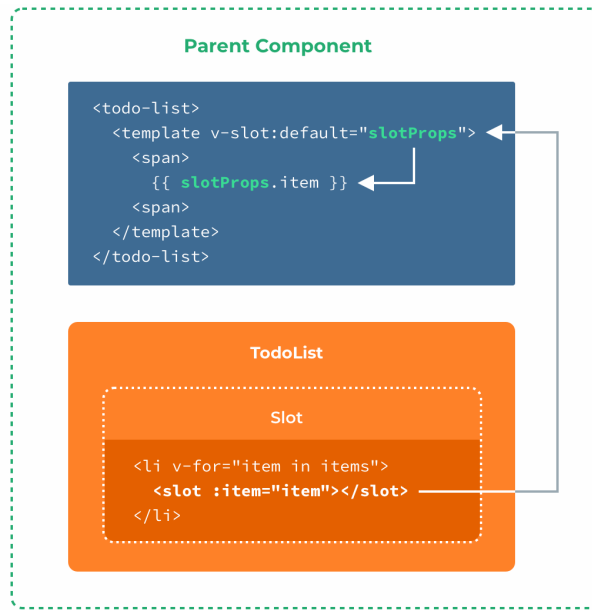 Parent Component
<todo-list>
<template v-slot:default="slotProps">
<span>
{{ slotProps.item }}
<span>
</template>
</todo-list>
TodoList
Slot
<li v-for="item in items">
<slot :item="item"></slot>
</li>